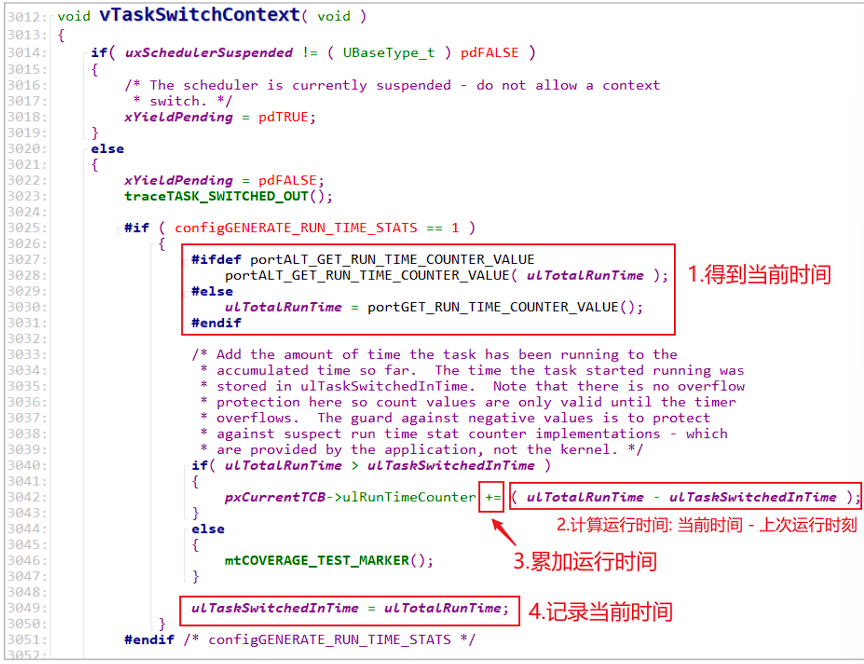 3012: void vTaskSwitchContext( void )
3013: {
3014: if( uxSchedulerSuspended != ( UBaseType_t ) pdFALSE )
3015: {
3016: /* The scheduler is currently suspended - do not allow a context
3017: * switch. */
3018: xYieldPending = pdTRUE;
3019: }
3020: else
3021: {
3022: xYieldPending = pdFALSE;
3023: traceTASK_SWITCHED_OUT();
3024:
3025: #if ( configGENERATE_RUN_TIME_STATS == 1 )
3026: {
3027: #ifdef portALT_GET_RUN_TIME_COUNTER_VALUE
3028: portALT_GET_RUN_TIME_COUNTER_VALUE( ulTotalRunTime ); 1.得到当前时间
3029: #else
3030: ulTotalRunTime = portGET_RUN_TIME_COUNTER_VALUE();
3031: #endif
3032:
3033: /* Add the amount of time the task has been running to the
3034: * accumulated time so far. The time the task started running was
3035: * stored in ulTaskSwitchedInTime. Note that there is no overflow
3036: * protection here so count values are only valid until the timer
3037: * overflows. The guard against negative values is to protect
3038: * against suspect run time stat counter implementations - which
3039: * are provided by the application, not the kernel. */
3040: if( ulTotalRunTime > ulTaskSwitchedInTime )
3041: {
3042: pxCurrentTCB->ulRunTimeCounter += ( ulTotalRunTime - ulTaskSwitchedInTime );
3043: }
2.计算运行时间: 当前时间 - 上次运行时刻
3044: else
3045: {
3046: mtCOVERAGE_TEST_MARKER(); 3.累加运行时间
3047: }
3048:
3049: ulTaskSwitchedInTime = ulTotalRunTime; 4.记录当前时间
3050: }
3051: #endif /* configGENERATE_RUN_TIME_STATS */
3052: